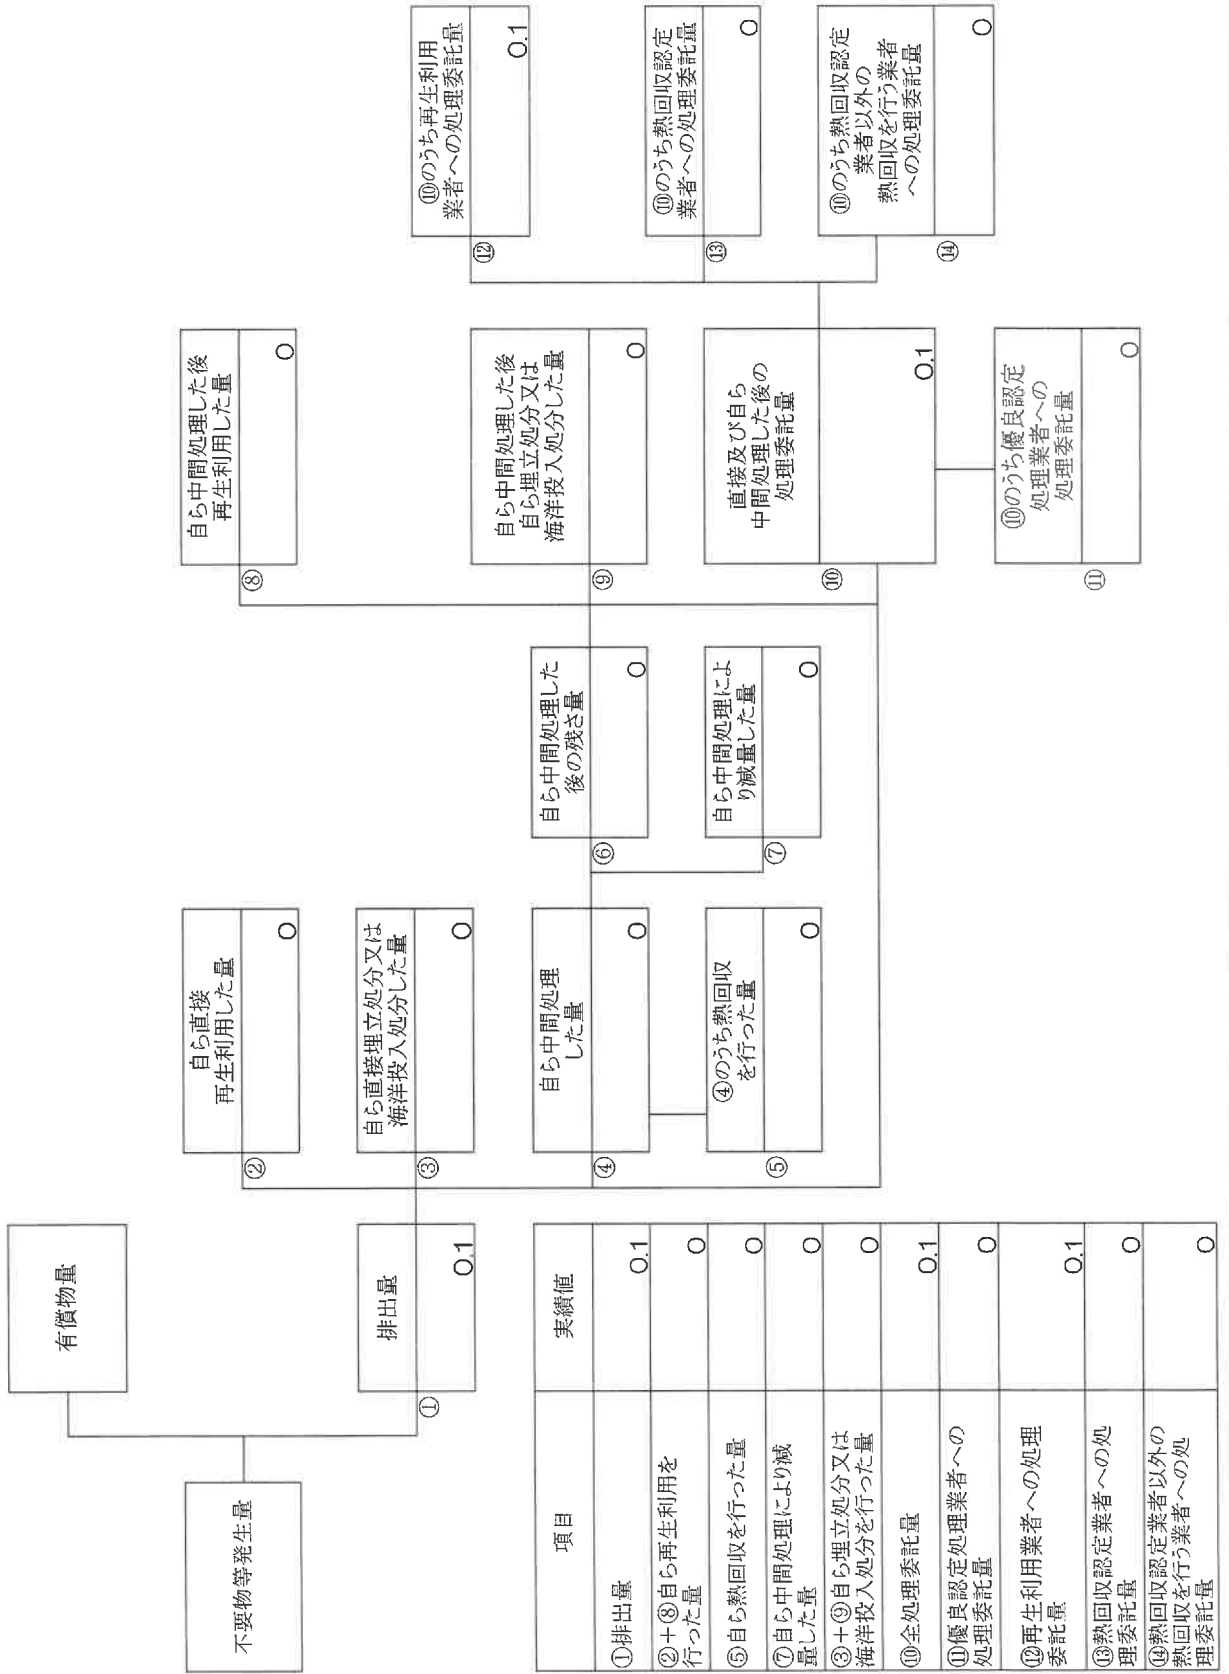 有償物量
不要物等発生量
排出量
①
0.1
自ら直接
再生利用した量
②
0
自ら直接埋立処分又は
海洋投入処分した量
③
0
自ら中間処理
した量
④
0
④のうち熱回収
を行った量
⑤
0
自ら中間処理した
後の残さ量
⑥
0
自ら中間処理によ
り減量した量
⑦
0
自ら中間処理した後
再生利用した量
⑧
0
自ら中間処理した後
自ら埋立処分又は
海洋投入処分した量
⑨
0
直接及び自ら
中間処理した後の
処理委託量
⑩
0.1
⑩のうち優良認定
処理業者への
処理委託量
⑪
0
⑩のうち再生利用
業者への処理委託量
⑫
0.1
⑩のうち熱回収認定
業者への処理委託量
⑬
0
⑩のうち熱回収認定
業者以外の
熱回収を行う業者
への処理委託量
⑭
0
項目
実績値
①排出量
0.1
②+⑧自ら再生利用を
行った量
0
⑤自ら熱回収を行った量
0
⑦自ら中間処理により減
量した量
0
③+⑨自ら埋立処分又は
海洋投入処分を行った量
0
⑩全処理委託量
0.1
⑪優良認定処理業者への
処理委託量
0
⑫再生利用業者への処理
委託量
0.1
⑬熱回収認定業者への処
理委託量
0
⑭熱回収認定業者以外の
熱回収を行う業者への処
理委託量
0